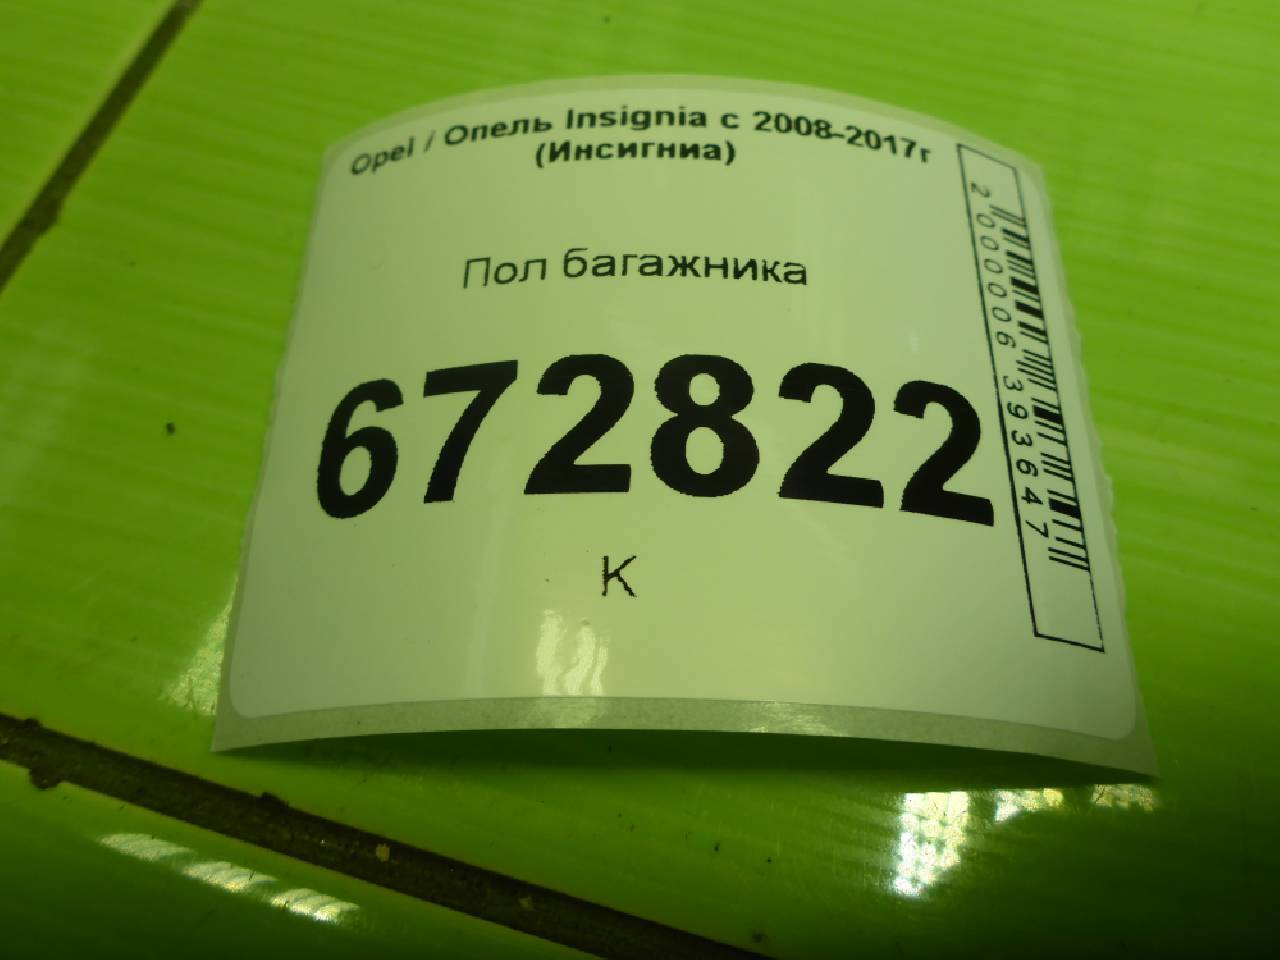 Opel / Опель Insignia с 2008-2017г
(Инсигниа)
Пол багажника
672822
К
2000006393647